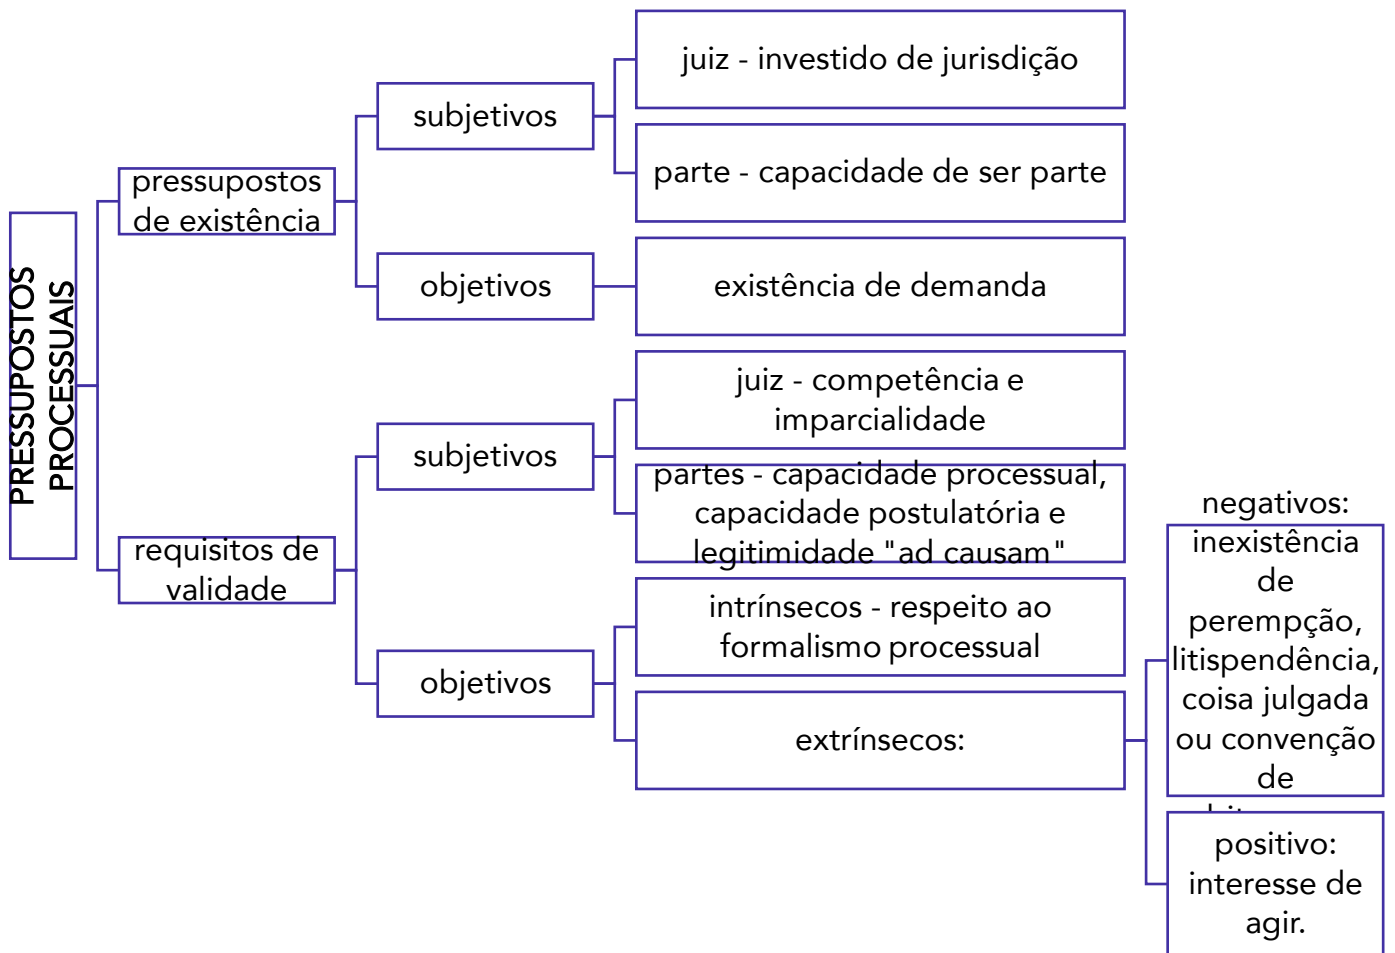 PRESSUPOSTOS
PROCESSUAIS
pressupostos
de existência
subjetivos
juiz - investido de jurisdição
parte - capacidade de ser parte
objetivos
existência de demanda
requisitos de
validade
subjetivos
juiz - competência e
imparcialidade
partes - capacidade processual,
capacidade postulatória e
legitimidade "ad causam"
objetivos
intrínsecos - respeito ao
formalismo processual
extrínsecos:
negativos:
inexistência
de
perempção,
litispendência,
coisa julgada
ou convenção
de
positivo:
interesse de
agir.